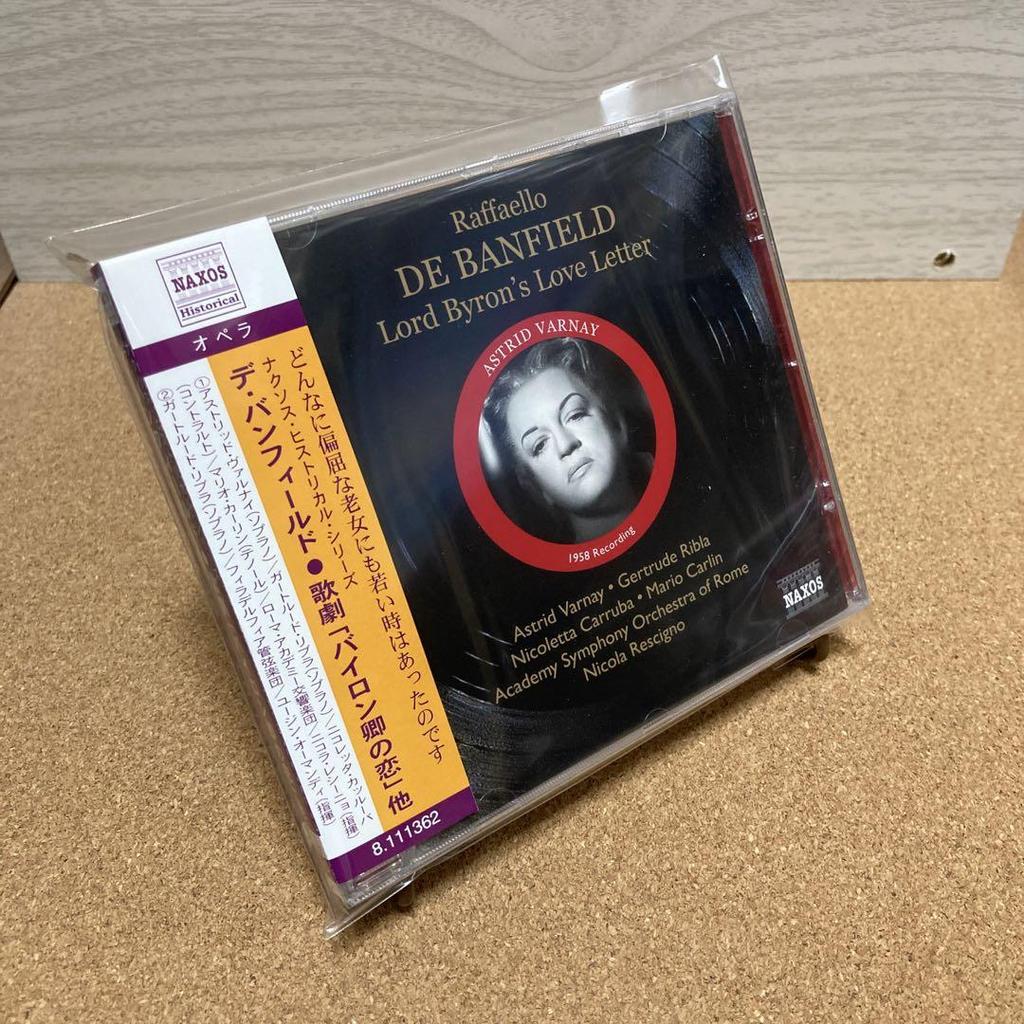 NAXOS
Historical
オペラ
どんなに偏屈な老女にも若い時はあったのです
ナクソス・ヒストリカル・シリーズ
デ・バンフィールド●歌劇「バイロン卿の恋」他
①アストリッド・ヴァルナイ(ソプラノ)/ガートルード・リブラ(ソプラノ)/ニコレッタ・カッルーバ
(コントラルト)/マリオ・カーリン(テノール)/ローマ・アカデミー交響楽団/ニコラ・レシーニョ(指揮)
②ガートルード・リブラ(ソプラノ)/フィラデルフィア管弦楽団/ユージン・オーマンディ(指揮)
8.111362
Raffaello
DE BANFIELD
Lord Byron's Love Letter
ASTRID VARNAY
1958 Recording
Astrid Varnay • Gertrude Ribla
Nicoletta Carruba • Mario Carlin
Academy Symphony Orchestra of Rome
Nicola Rescigno
NAXOS